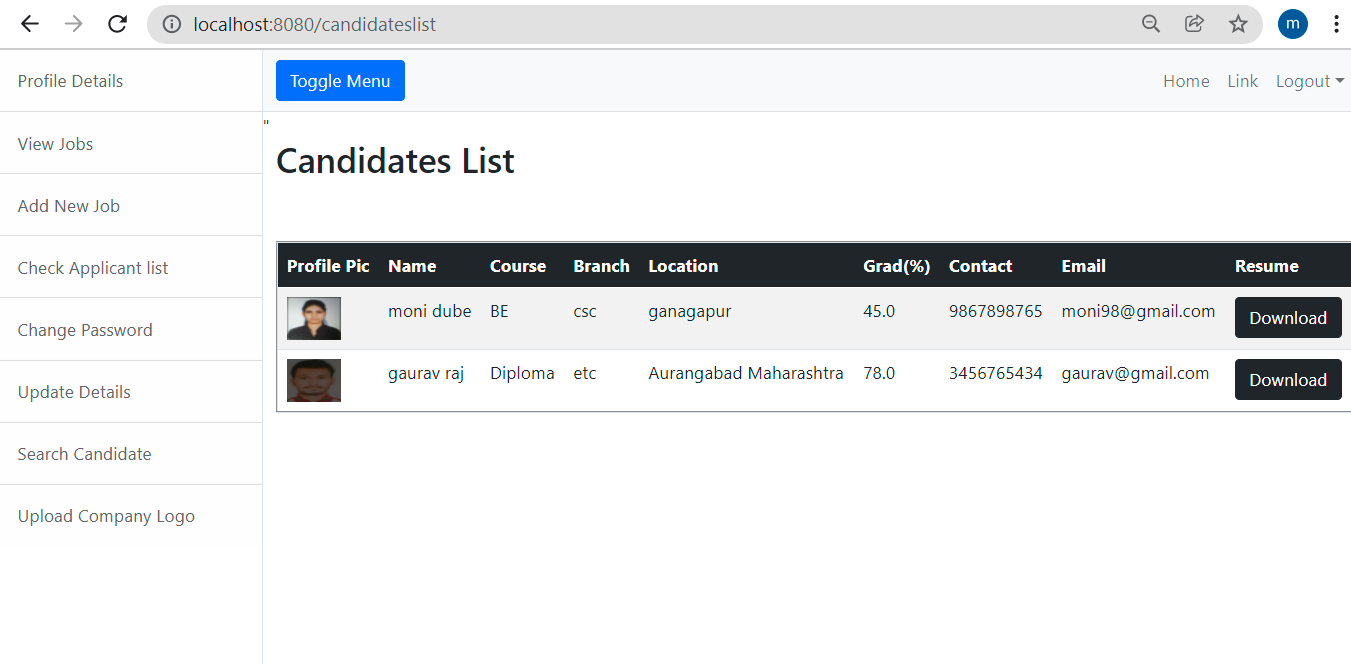 localhost:8080/candidateslist
m
Profile Details
Toggle Menu
Home Link Logout
"
View Jobs
Candidates List
Add New Job
Check Applicant list
Change Password
Update Details
Search Candidate
Upload Company Logo
Profile Pic Name Course Branch Location Grad(%) Contact Email Resume
moni dube BE csc ganagapur 45.0 9867898765 moni98@gmail.com Download
gaurav raj Diploma etc Aurangabad Maharashtra 78.0 3456765434 gaurav@gmail.com Download